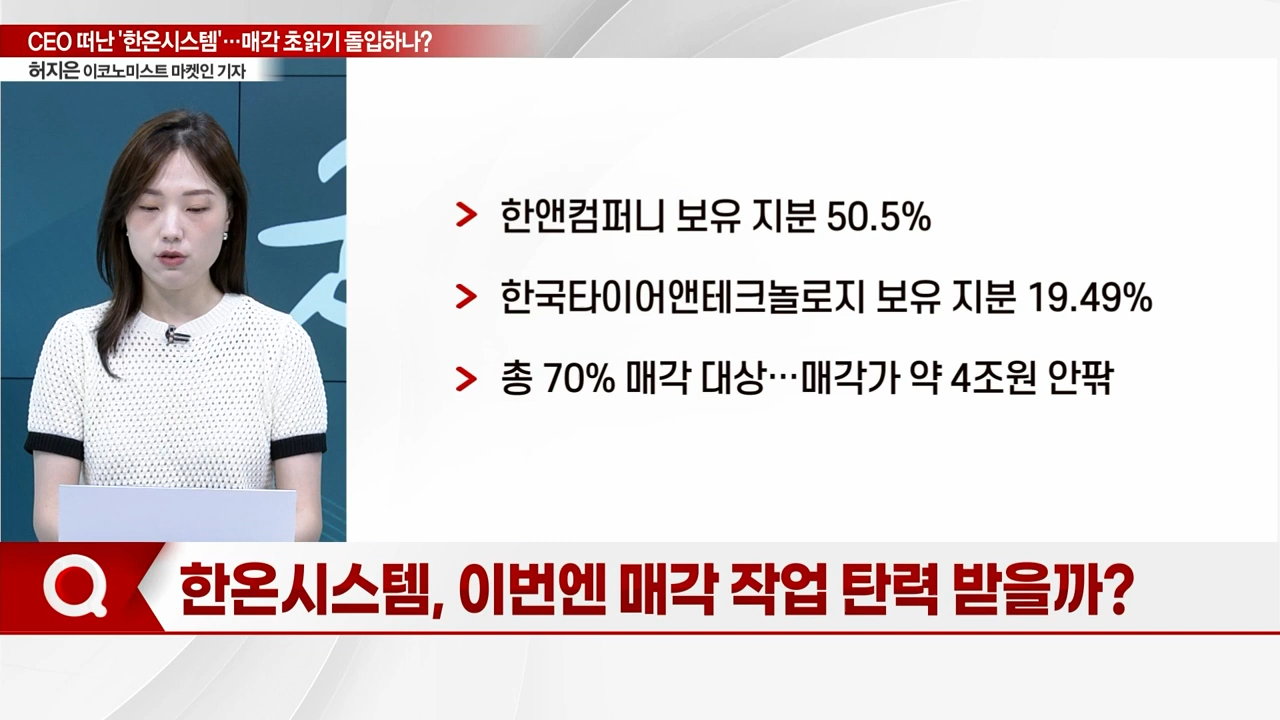 CEO 떠난 '한온시스템'…매각 초읽기 돌입하나?
허지은 이코노미스트 마켓인 기자
> 한앤컴퍼니 보유 지분 50.5%
> 한국타이어앤테크놀로지 보유 지분 19.49%
> 총 70% 매각 대상…매각가 약 4조원 안팎
Q 한온시스템, 이번엔 매각 작업 탄력 받을까?